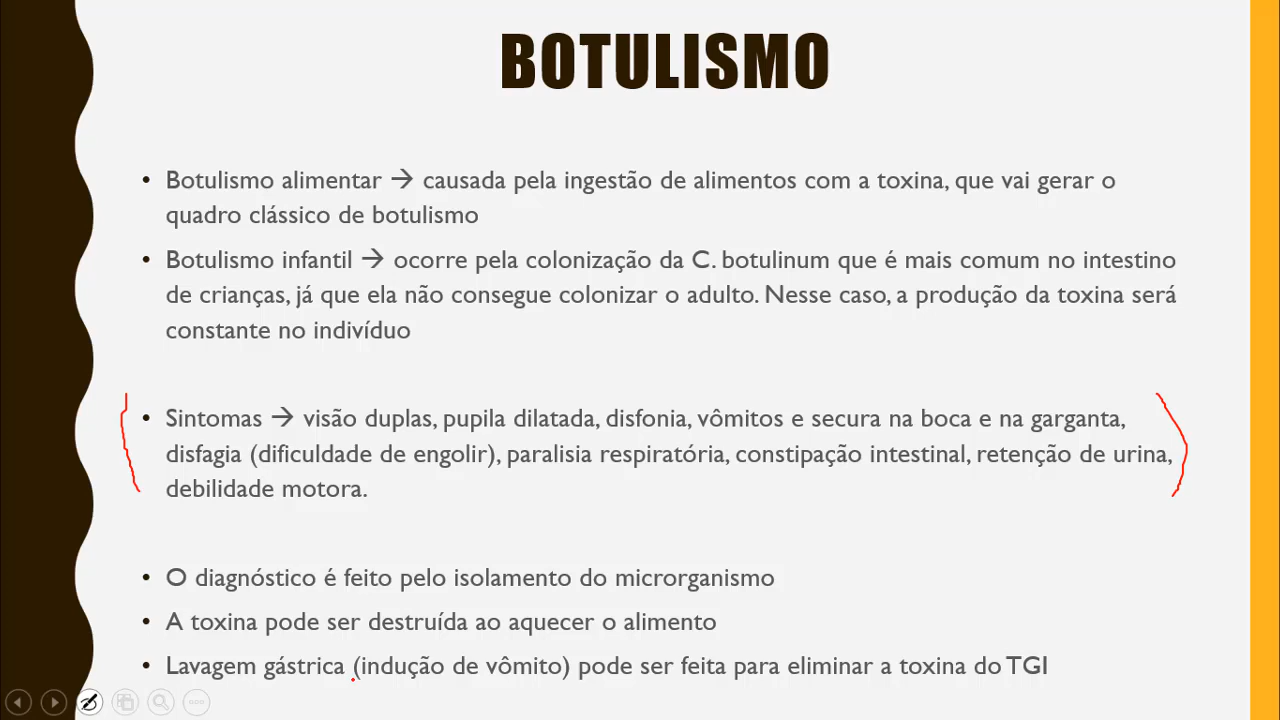 BOTULISMO
• Botulismo alimentar → causada pela ingestão de alimentos com a toxina, que vai gerar o
quadro clássico de botulismo
• Botulismo infantil → ocorre pela colonização da C. botulinum que é mais comum no intestino
de crianças, já que ela não consegue colonizar o adulto. Nesse caso, a produção da toxina será
constante no indivíduo
• Sintomas → visão duplas, pupila dilatada, disfonia, vômitos e secura na boca e na garganta,
disfagia (dificuldade de engolir), paralisia respiratória, constipação intestinal, retenção de urina,
debilidade motora.
• O diagnóstico é feito pelo isolamento do microrganismo
• A toxina pode ser destruída ao aquecer o alimento
• Lavagem gástrica (indução de vômito) pode ser feita para eliminar a toxina do TGI